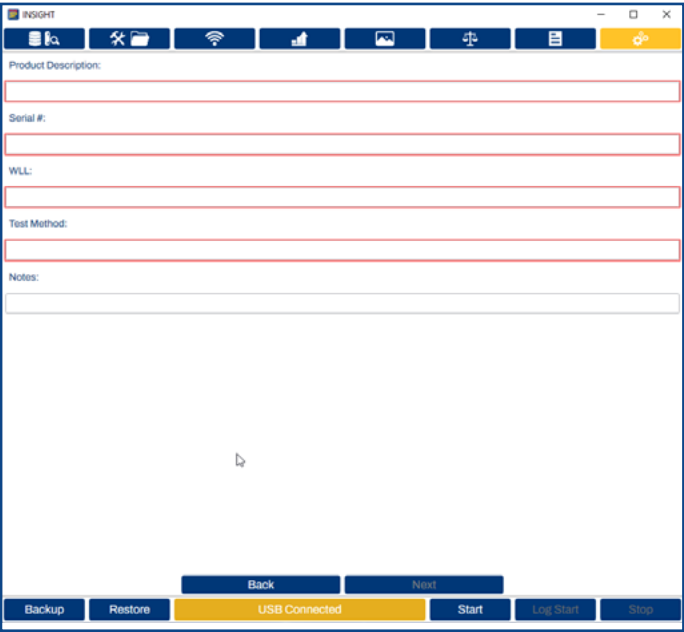 INSIGHT
Product Description:
Serial #:
WLL:
Test Method:
Notes:
Back Next
Backup Restore USB Connected Start Log Start Stop